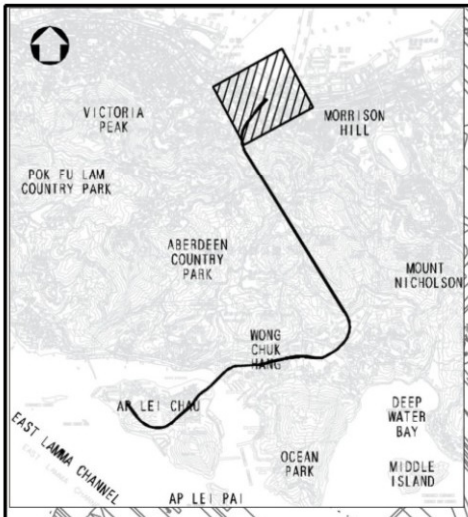 VICTORIA
PEAK
MORRISON
HILL
POK FU LAM
COUNTRY PARK
ABERDEEN
COUNTRY
PARK
MOUNT
NICHOLSON
WONG
CHUK
HANG
AP LEI CHAU
DEEP
WATER
BAY
EAST LAMMA CHANNEL
OCEAN
PARK
MIDDLE
ISLAND
AP LEI PAI